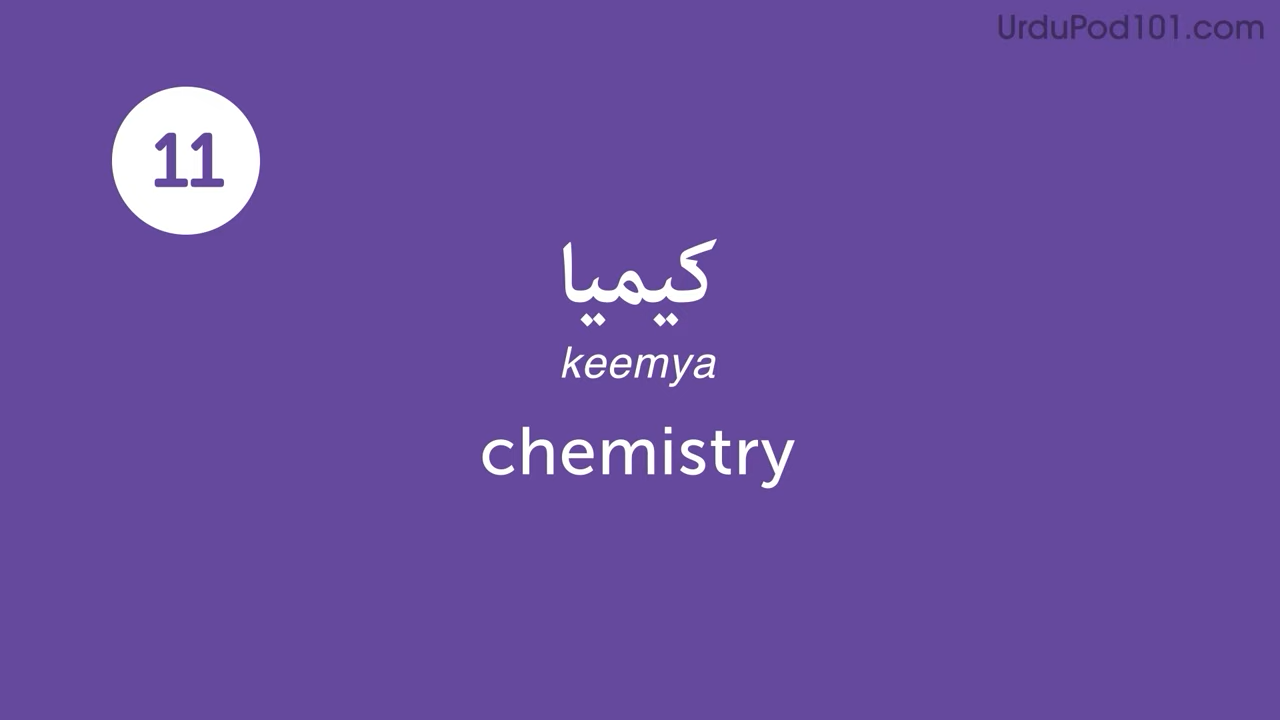 UrduPod101.com
11
کیمیا
keemya
chemistry